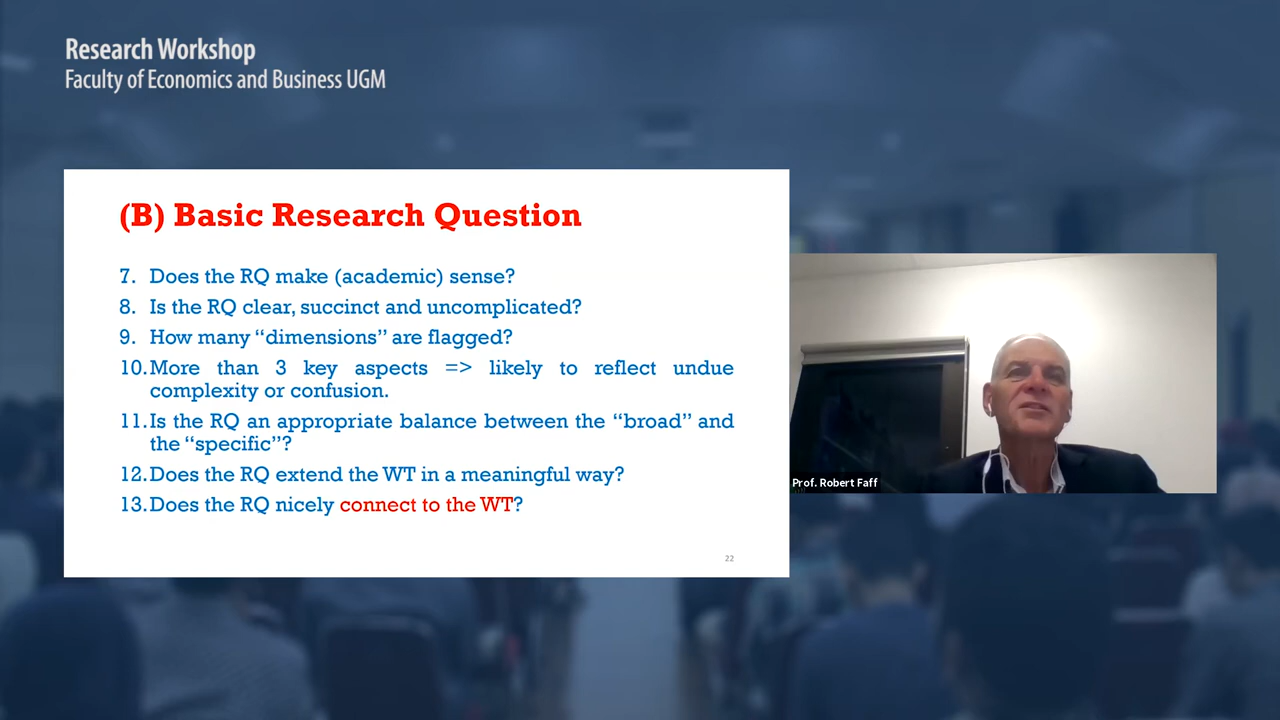 Research Workshop
Faculty of Economics and Business UGM
(B) Basic Research Question
7. Does the RQ make (academic) sense?
8. Is the RQ clear, succinct and uncomplicated?
9. How many “dimensions” are flagged?
10. More than 3 key aspects => likely to reflect undue
complexity or confusion.
11. Is the RQ an appropriate balance between the “broad” and
the “specific”?
12. Does the RQ extend the WT in a meaningful way?
13. Does the RQ nicely connect to the WT?
22
Prof. Robert Faff